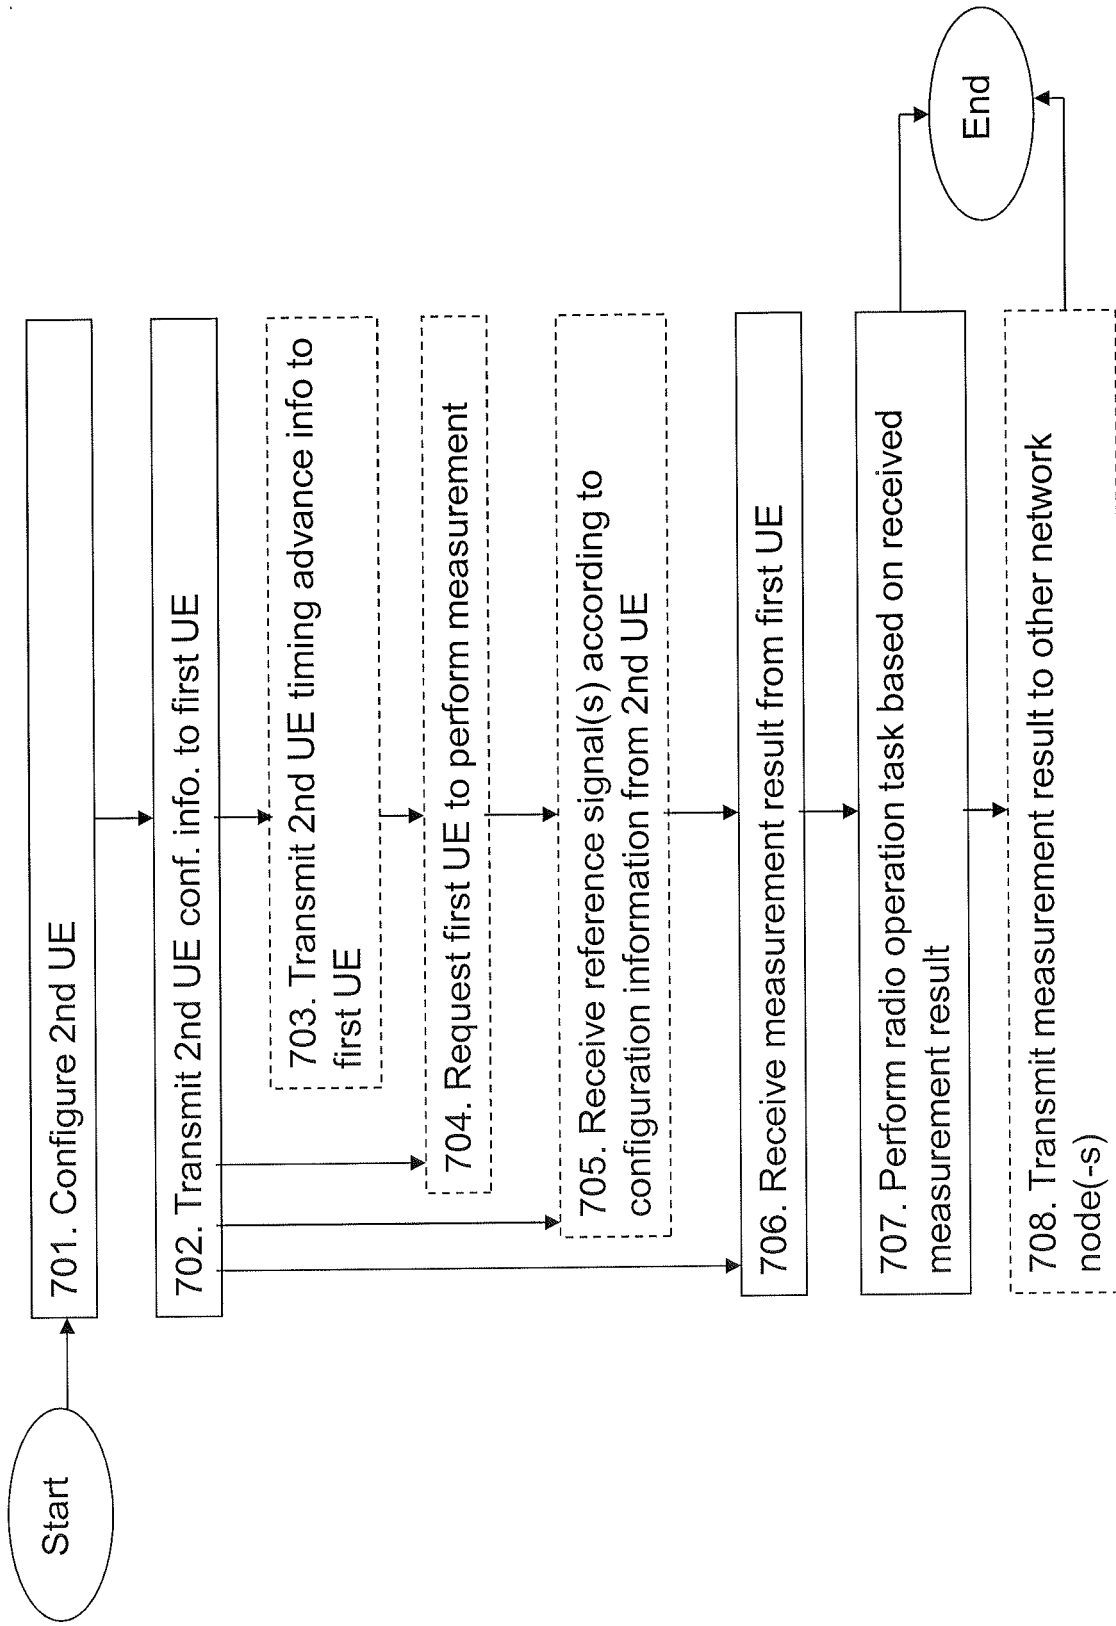 Start
701. Configure 2nd UE
702. Transmit 2nd UE conf. info. to first UE
703. Transmit 2nd UE timing advance info to
first UE
704. Request first UE to perform measurement
705. Receive reference signal(s) according to
configuration information from 2nd UE
706. Receive measurement result from first UE
707. Perform radio operation task based on received
measurement result
708. Transmit measurement result to other network
node(-s)
End